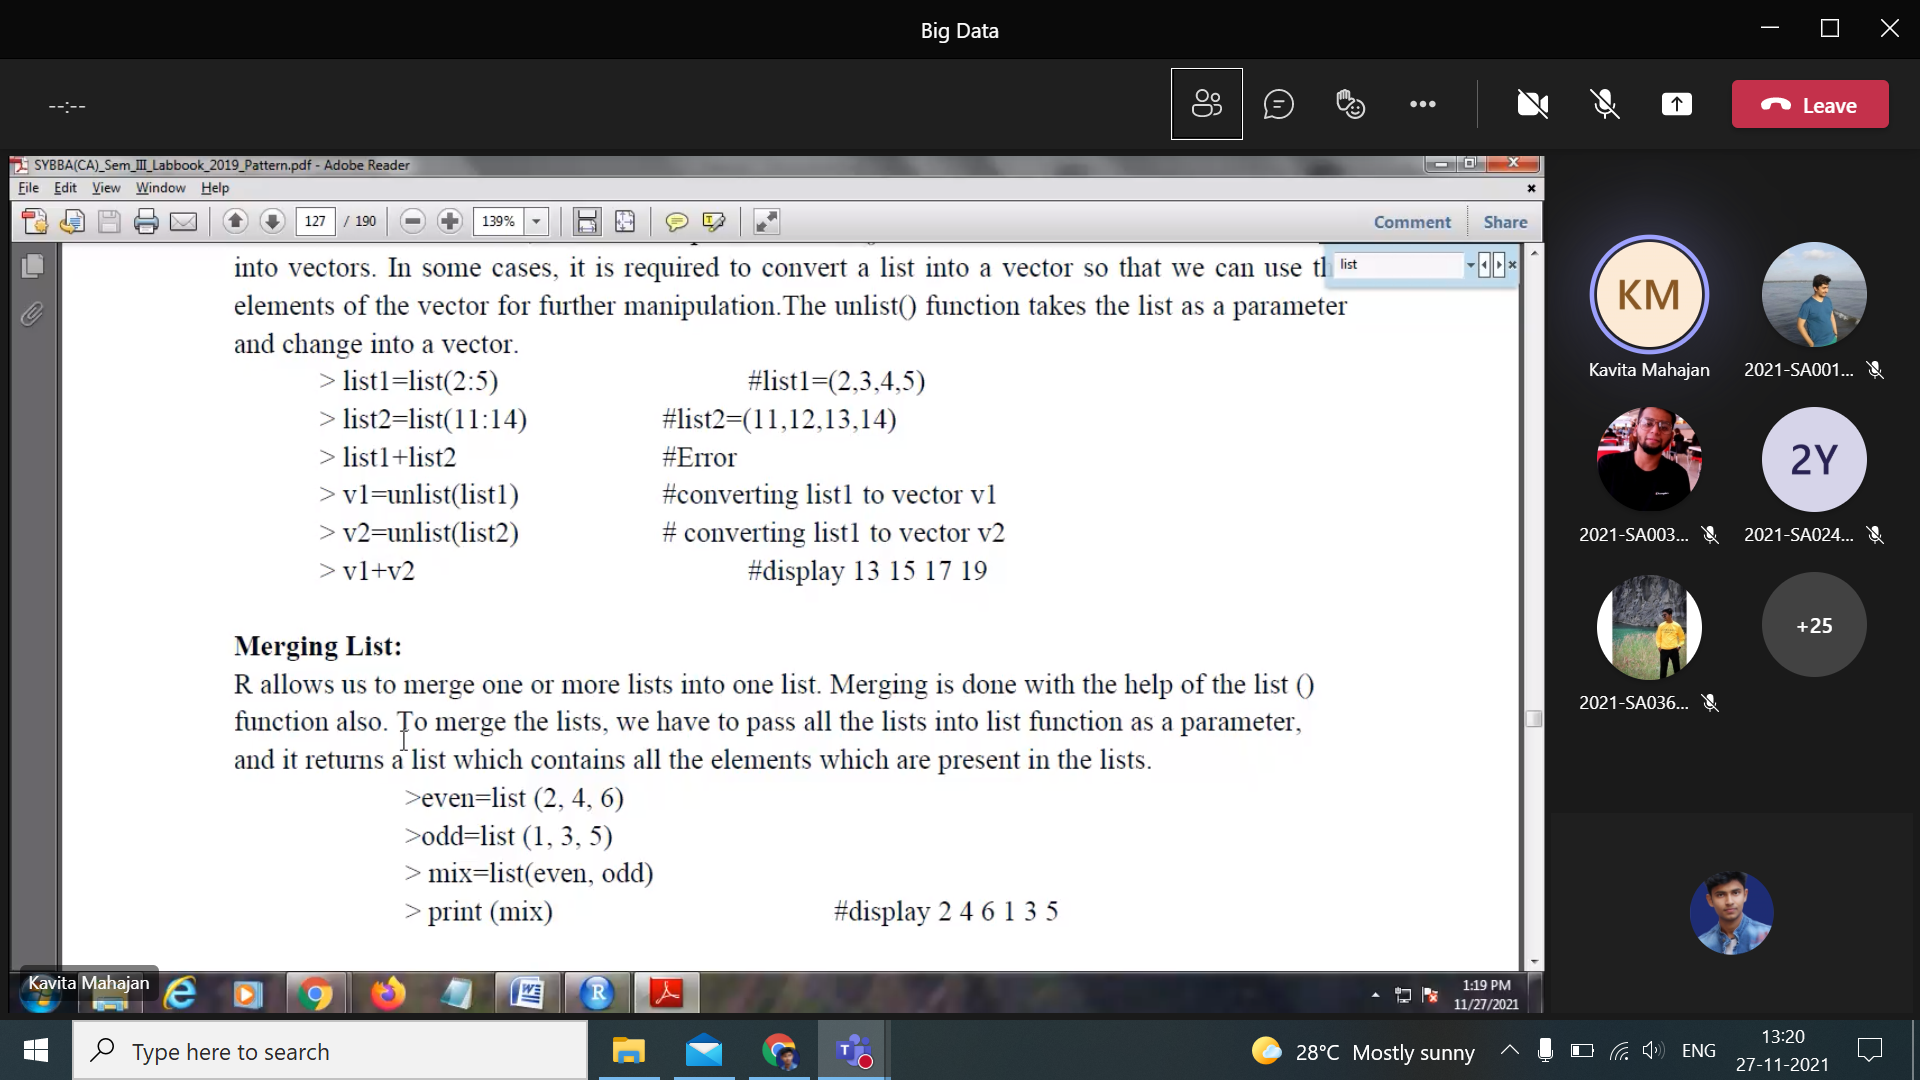 Big Data
--:--
Leave
SYBBA(CA)_Sem_III_Labbook_2019_Pattern.pdf - Adobe Reader
File Edit View Window Help
127 / 190 139% Comment Share
list
into vectors. In some cases, it is required to convert a list into a vector so that we can use
elements of the vector for further manipulation.The unlist() function takes the list as a parameter
and change into a vector.
> list1=list(2:5) #list1=(2,3,4,5)
> list2=list(11:14) #list2=(11,12,13,14)
> list1+list2 #Error
> v1=unlist(list1) #converting list1 to vector v1
> v2=unlist(list2) # converting list1 to vector v2
> v1+v2 #display 13 15 17 19
Merging List:
R allows us to merge one or more lists into one list. Merging is done with the help of the list ()
function also. To merge the lists, we have to pass all the lists into list function as a parameter,
and it returns a list which contains all the elements which are present in the lists.
>even=list (2, 4, 6)
>odd=list (1, 3, 5)
> mix=list(even, odd)
> print (mix) #display 2 4 6 1 3 5
KM
Kavita Mahajan
2021-SA001...
2Y
2021-SA003...
2021-SA024...
+25
2021-SA036...
Kavita Mahajan
1:19 PM
11/27/2021
Type here to search
28°C Mostly sunny
ENG
13:20
27-11-2021